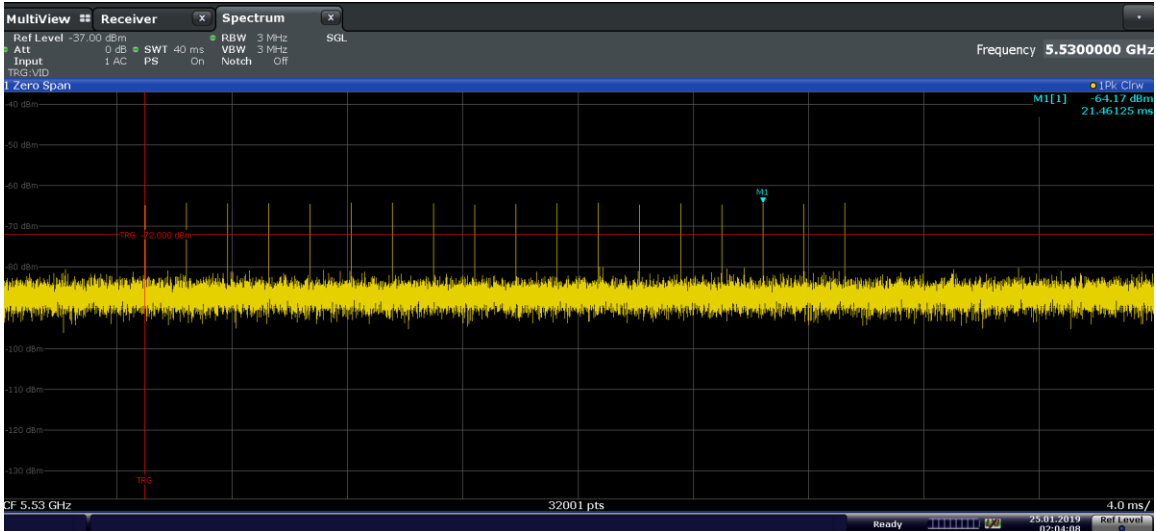 MultiView Receiver X Spectrum X
Ref Level -37.00 dBm RBW 3 MHz SGL
Att 0 dB SWT 40 ms VBW 3 MHz Frequency 5.5300000 GHz
Input 1 AC PS On Notch Off
TRG:VID
1 Zero Span 1Pk Clrw
M1[1] -64.17 dBm
21.46125 ms
-40 dBm
-50 dBm
-60 dBm
M1
-70 dBm
TRG -72.000 dBm
-80 dBm
-100 dBm
-110 dBm
-120 dBm
-130 dBm
TRG
CF 5.53 GHz 32001 pts 4.0 ms/
Ready 25.01.2019 Ref Level
02:04:08